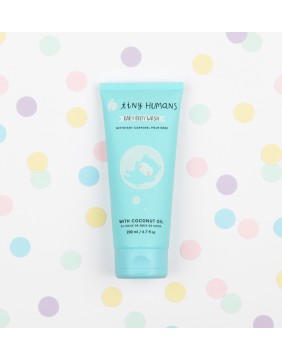 tiny HUMANS
BABY BODY WASH
NETTOYANT CORPOREL POUR BÉBÉ
WITH COCONUT OIL
200 ml / 6.7 fl oz